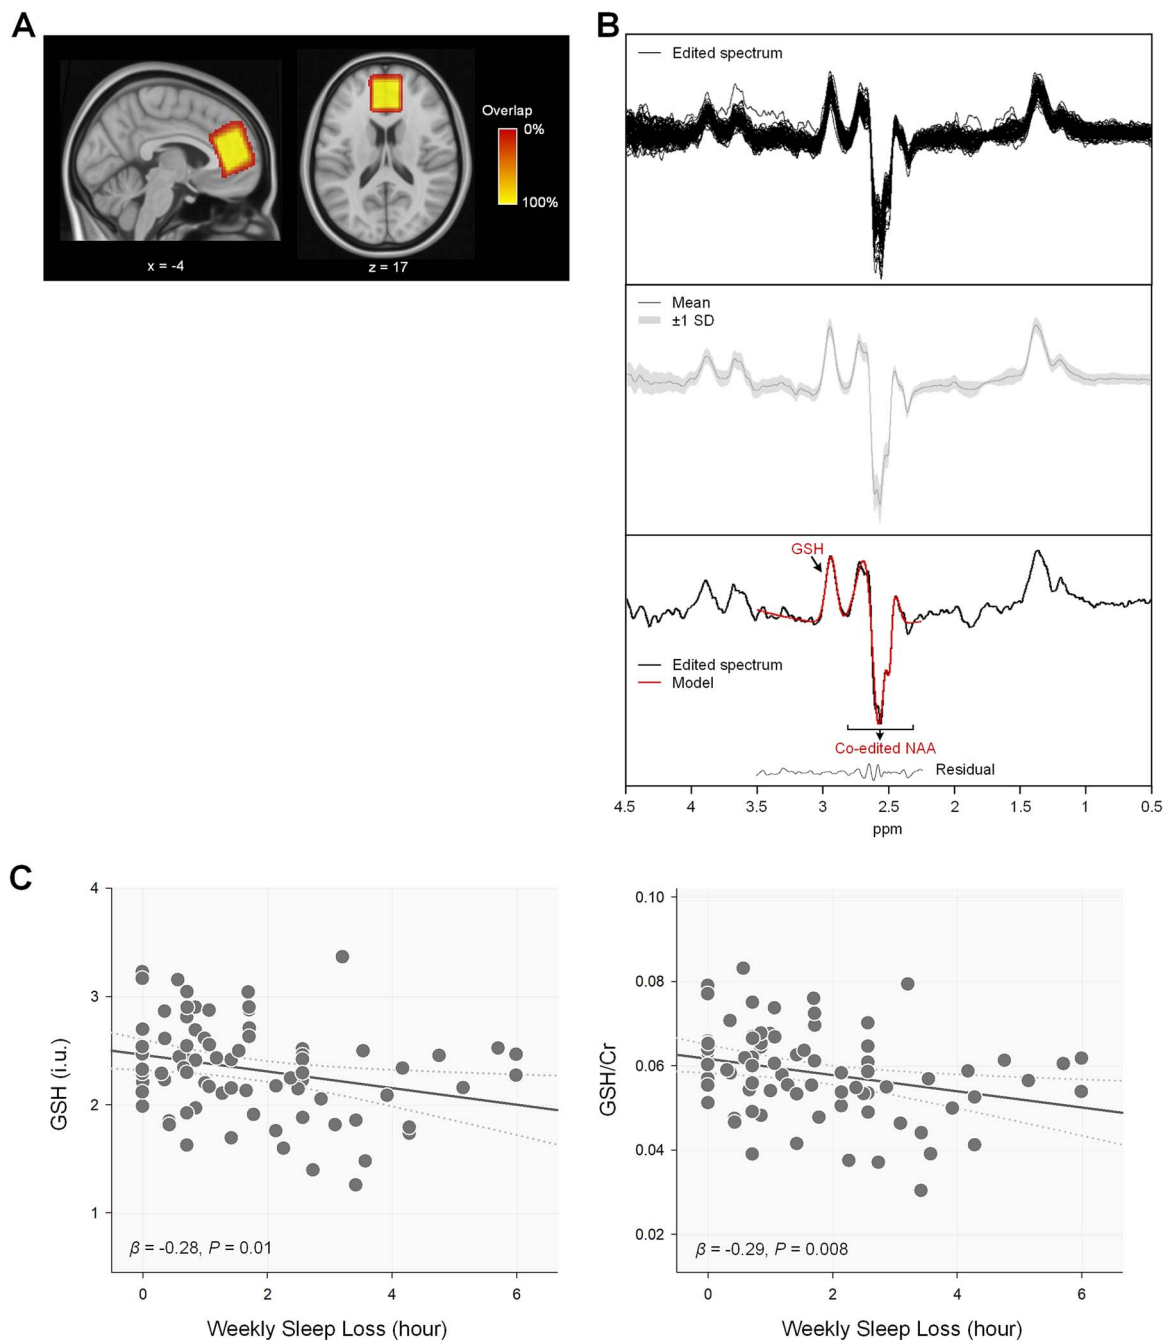 A
Overlap
0%
100%
x = -4
z = 17
B
Edited spectrum
Mean
±1 SD
GSH
Edited spectrum
Model
Co-edited NAA
Residual
4.5 4 3.5 3 2.5 2 1.5 1 0.5
ppm
C
4
3
2
1
GSH (i.u.)
β = -0.28, P = 0.01
0 2 4 6
Weekly Sleep Loss (hour)
0.10
0.08
0.06
0.04
0.02
GSH/Cr
β = -0.29, P = 0.008
0 2 4 6
Weekly Sleep Loss (hour)